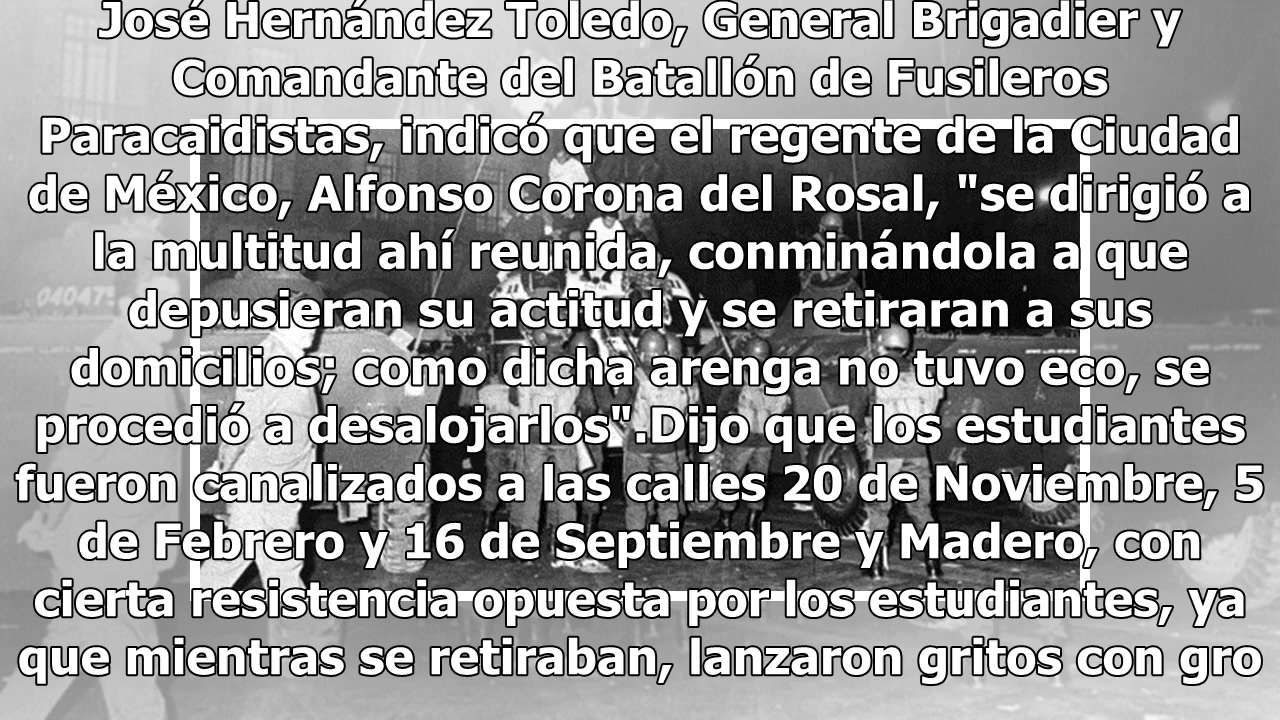 José Hernández Toledo, General Brigadier y
Comandante del Batallón de Fusileros
Paracaidistas, indicó que el regente de la Ciudad
de México, Alfonso Corona del Rosal, "se dirigió a
la multitud ahí reunida, conminándola a que
depusieran su actitud y se retiraran a sus
domicilios; como dicha arenga no tuvo eco, se
procedió a desalojarlos".Dijo que los estudiantes
fueron canalizados a las calles 20 de Noviembre, 5
de Febrero y 16 de Septiembre y Madero, con
cierta resistencia opuesta por los estudiantes, ya
que mientras se retiraban, lanzaron gritos con gro